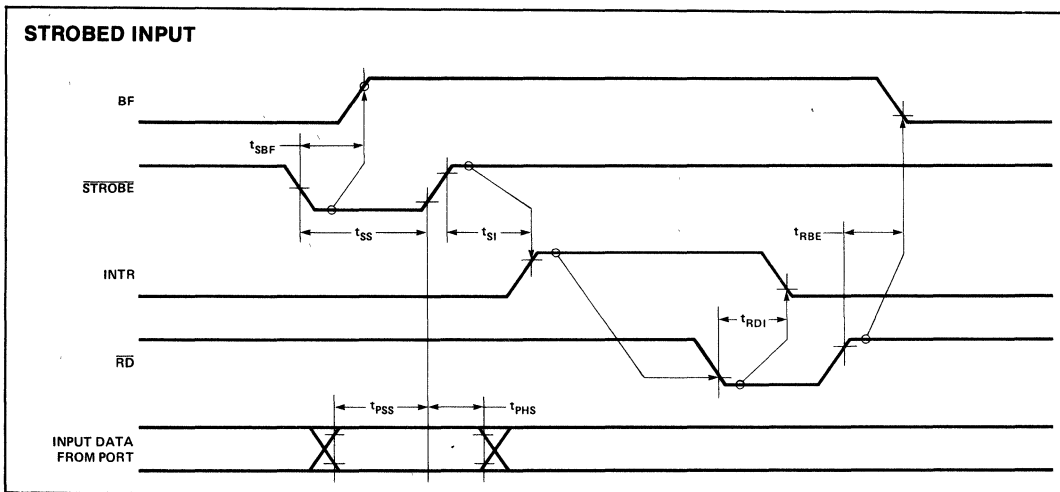 STROBED INPUT
BF
tSBF
STROBE
tSS
tSI
tRBE
INTR
tRDI
RD
tPSS
tPHS
INPUT DATA
FROM PORT